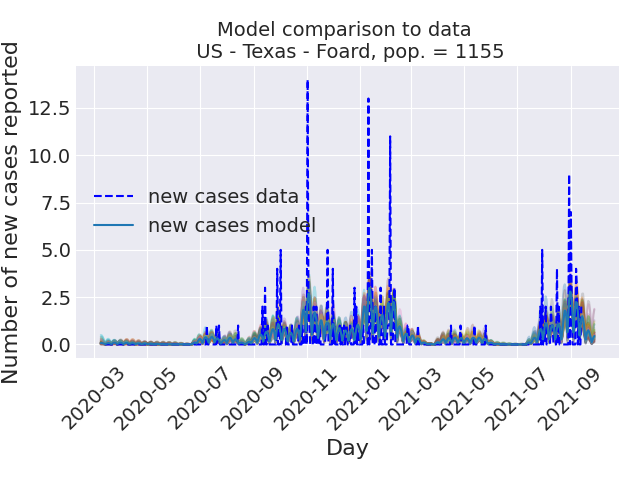 Model comparison to data
US - Texas - Foard, pop. = 1155
Number of new cases reported
12.5
10.0
7.5
5.0
2.5
0.0
new cases data
new cases model
2020-03
2020-05
2020-07
2020-09
2020-11
2021-01
2021-03
2021-05
2021-07
2021-09
Day